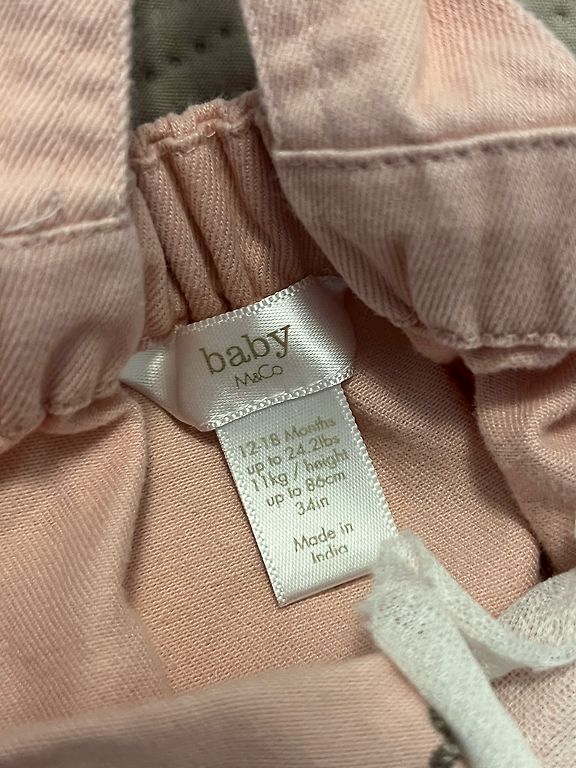 baby
M&Co
12-18 Months
up to 24.2lbs
11kg / height
up to 86cm
34in
Made in
India